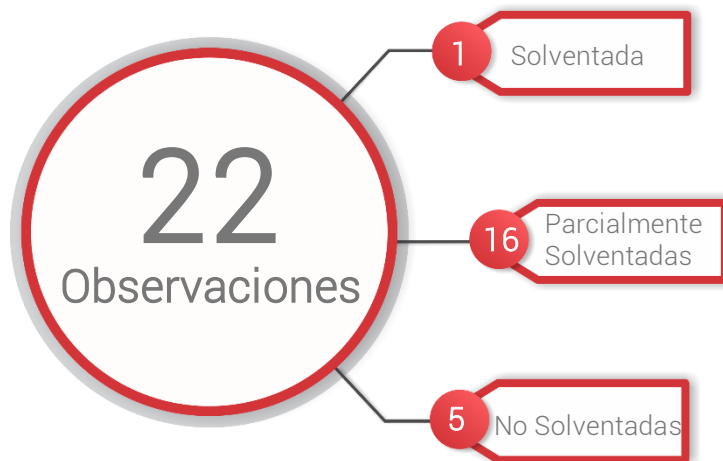 22
Observaciones
1
Solventada
16
Parcialmente
Solventadas
5
No Solventadas